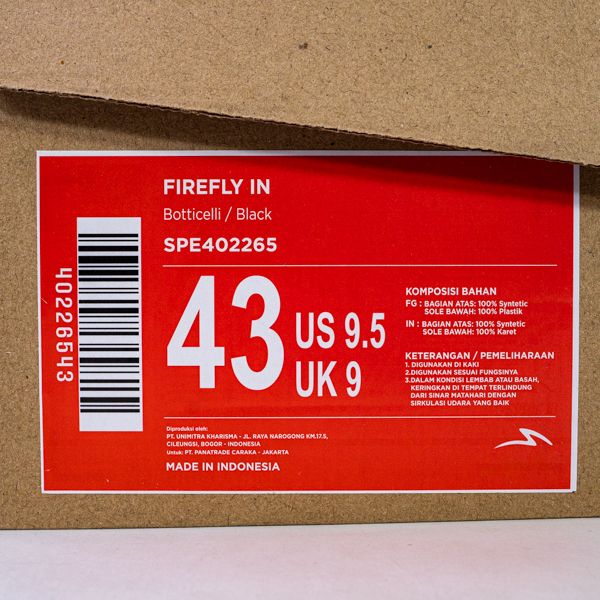 FIREFLY IN
Botticelli / Black
SPE402265
40226543
43
US 9.5
UK 9
KOMPOSISI BAHAN
FG : BAGIAN ATAS: 100% Syntetic
SOLE BAWAH: 100% Plastik
IN : BAGIAN ATAS: 100% Syntetic
SOLE BAWAH: 100% Karet
KETERANGAN / PEMELIHARAAN
1. DIGUNAKAN DI KAKI
2.DIGUNAKAN SESUAI FUNGSINYA
3.DALAM KONDISI LEMBAB ATAU BASAH,
KERINGKAN DI TEMPAT TERLINDUNG
DARI SINAR MATAHARI DENGAN
SIRKULASI UDARA YANG BAIK
Diproduksi oleh:
PT. UNIMITRA KHARISMA - JL. RAYA NAROGONG KM.17.5,
CILEUNGSI, BOGOR - INDONESIA
Untuk: PT. PANATRADE CARAKA - JAKARTA
MADE IN INDONESIA